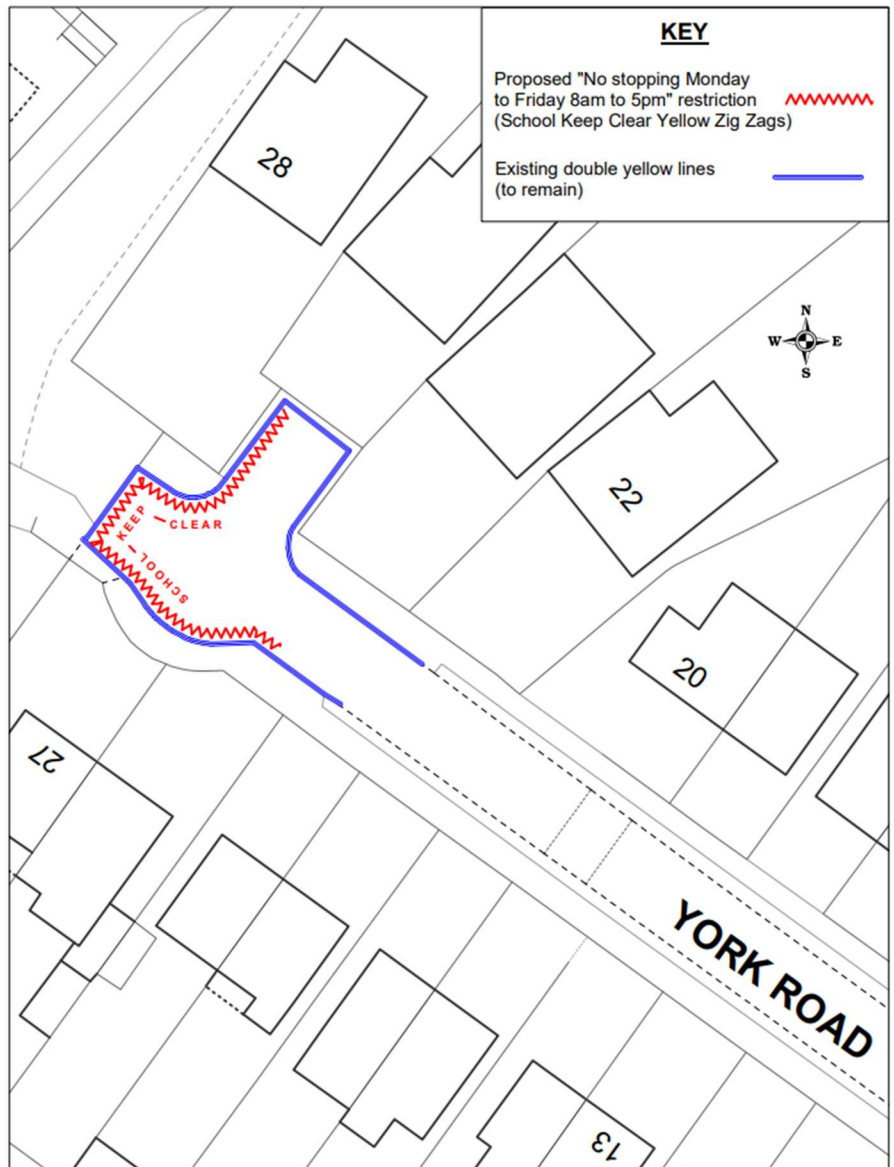 KEY
Proposed "No stopping Monday
to Friday 8am to 5pm" restriction
(School Keep Clear Yellow Zig Zags)
Existing double yellow lines
(to remain)
28
N
W E
S
22
CLEAR
KEEP
SCHOOL
20
27
YORK ROAD
13